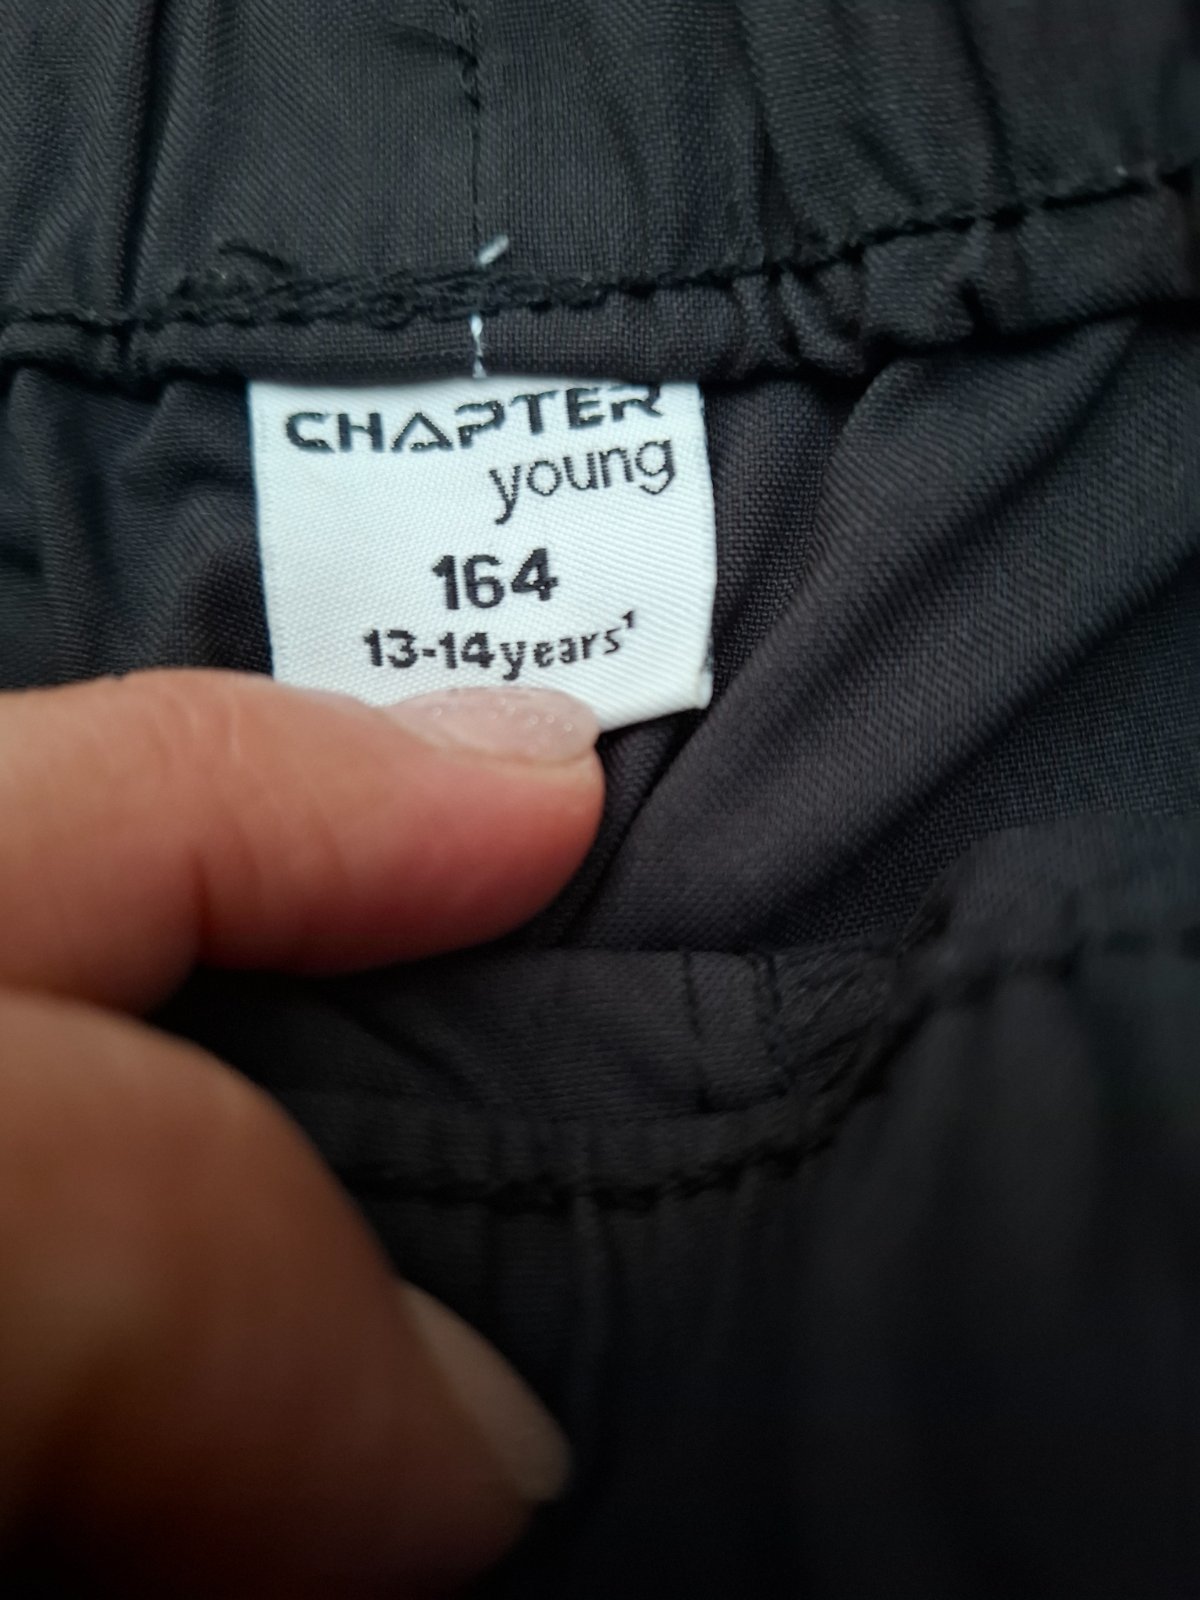 CHAPTER
young
164
13-14years¹